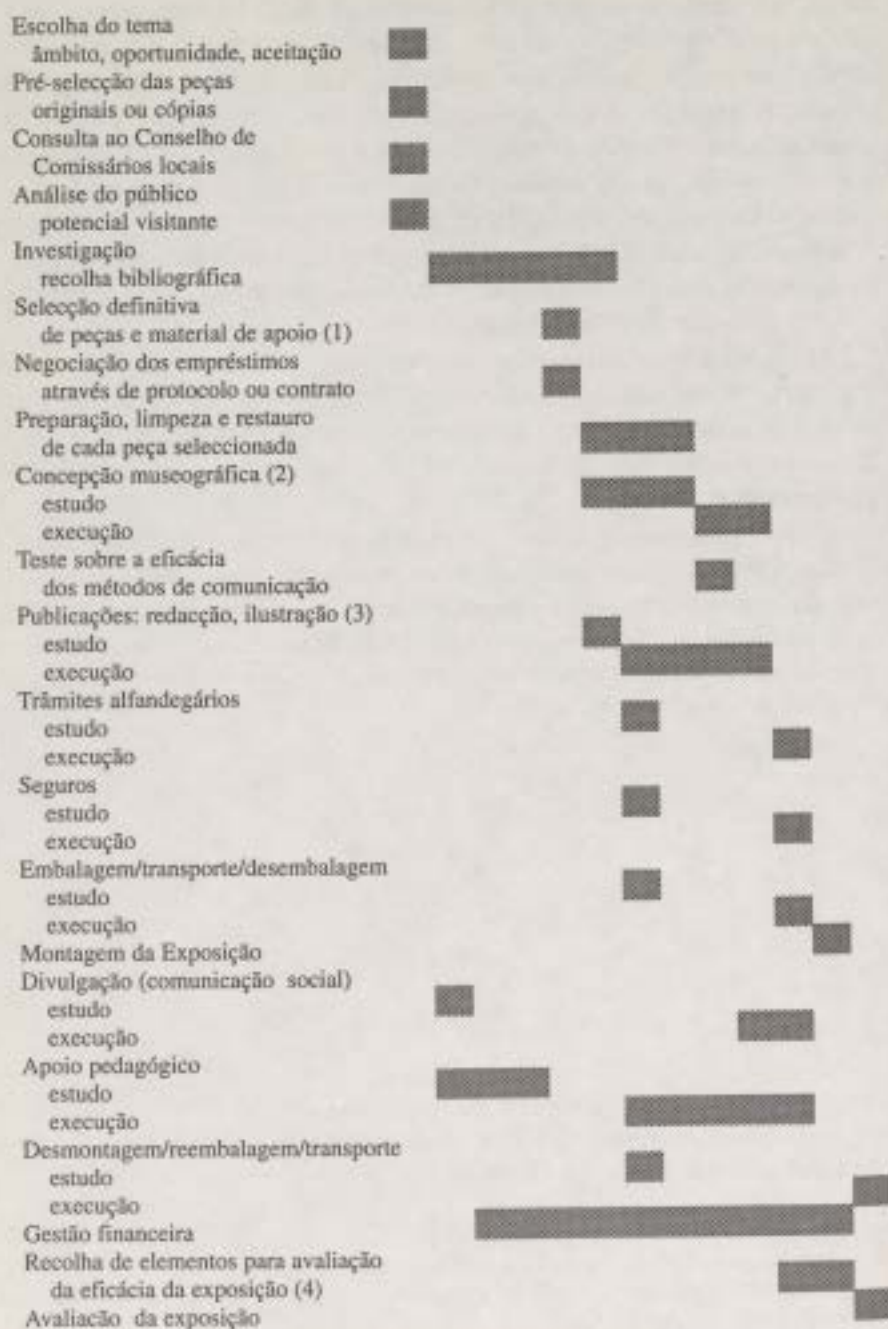 Escolha do tema
âmbito, oportunidade, aceitação
Pré-selecção das peças
originais ou cópias
Consulta ao Conselho de
Comissários locais
Análise do público
potencial visitante
Investigação
recolha bibliográfica
Selecção definitiva
de peças e material de apoio (1)
Negociação dos empréstimos
através de protocolo ou contrato
Preparação, limpeza e restauro
de cada peça seleccionada
Concepção museográfica (2)
estudo
execução
Teste sobre a eficácia
dos métodos de comunicação
Publicações: redacção, ilustração (3)
estudo
execução
Trâmites alfandegários
estudo
execução
Seguros
estudo
execução
Embalagem/transporte/desembalagem
estudo
execução
Montagem da Exposição
Divulgação (comunicação social)
estudo
execução
Apoio pedagógico
estudo
execução
Desmontagem/reembalagem/transporte
estudo
execução
Gestão financeira
Recolha de elementos para avaliação
da eficácia da exposição (4)
Avaliação da exposição